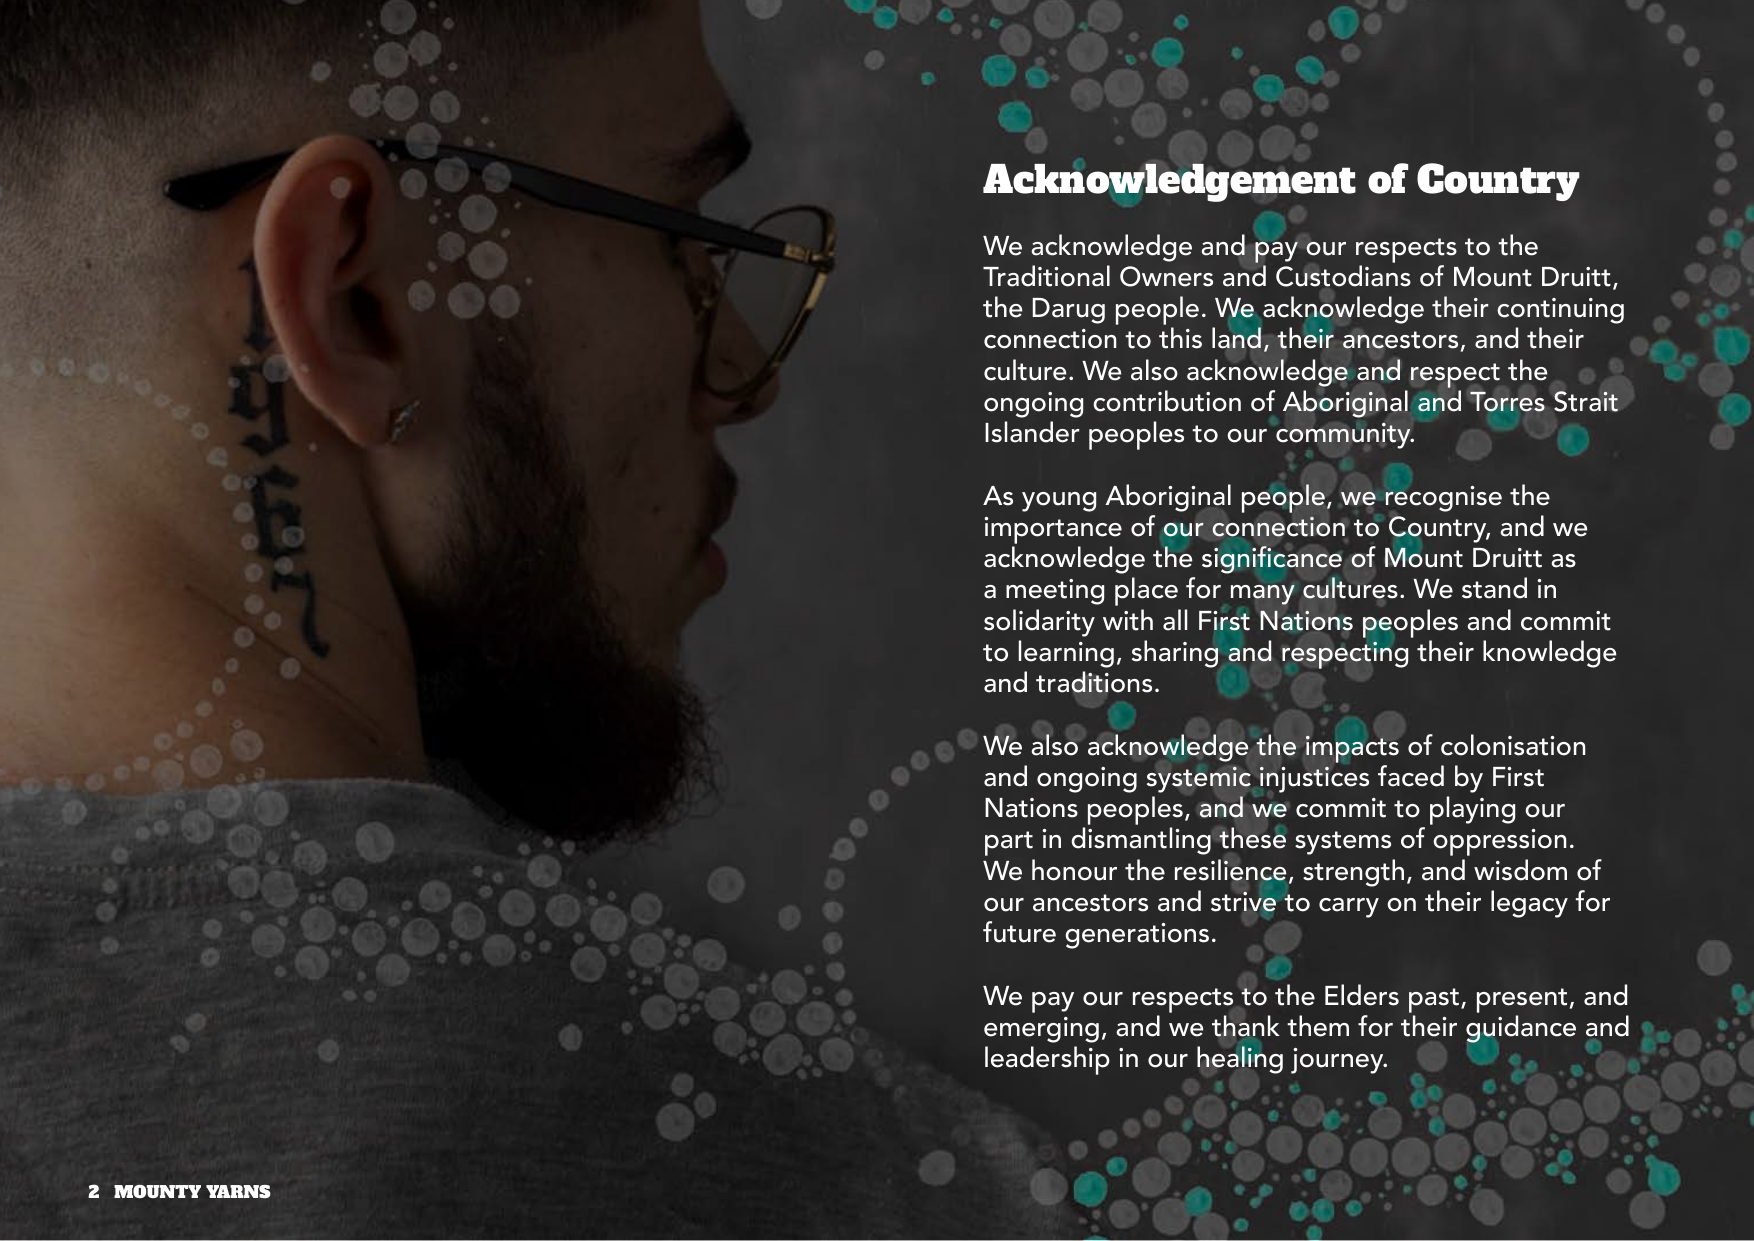 Acknowledgement of Country
We acknowledge and pay our respects to the
Traditional Owners and Custodians of Mount Druitt,
the Darug people. We acknowledge their continuing
connection to this land, their ancestors, and their
culture. We also acknowledge and respect the
ongoing contribution of Aboriginal and Torres Strait
Islander peoples to our community.
As young Aboriginal people, we recognise the
importance of our connection to Country, and we
acknowledge the significance of Mount Druitt as
a meeting place for many cultures. We stand in
solidarity with all First Nations peoples and commit
to learning, sharing and respecting their knowledge
and traditions.
We also acknowledge the impacts of colonisation
and ongoing systemic injustices faced by First
Nations peoples, and we commit to playing our
part in dismantling these systems of oppression.
We honour the resilience, strength, and wisdom of
our ancestors and strive to carry on their legacy for
future generations.
We pay our respects to the Elders past, present, and
emerging, and we thank them for their guidance and
leadership in our healing journey.
2 MOUNTY YARNS